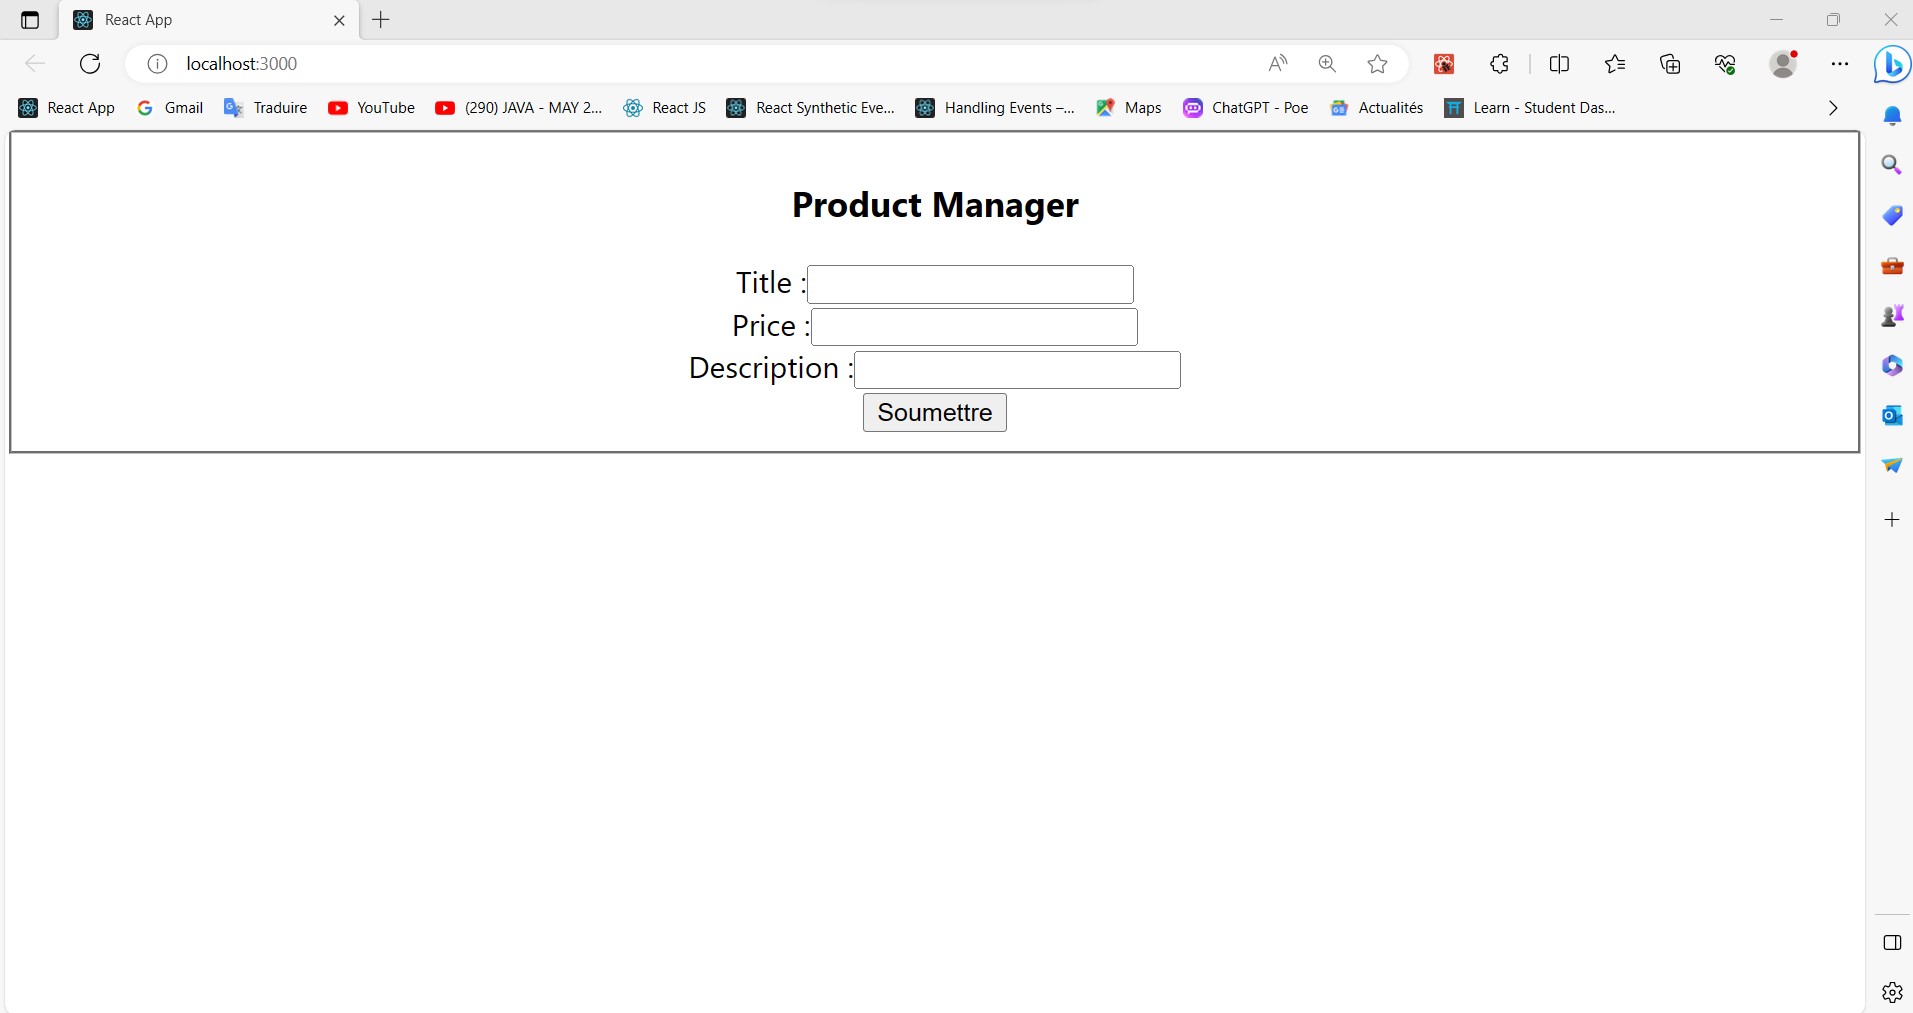 React App
localhost:3000
React App Gmail Traduire YouTube (290) JAVA - MAY 2... React JS React Synthetic Eve... Handling Events –... Maps ChatGPT - Poe Actualités Learn - Student Das...
Product Manager
Title :
Price :
Description :
Soumettre